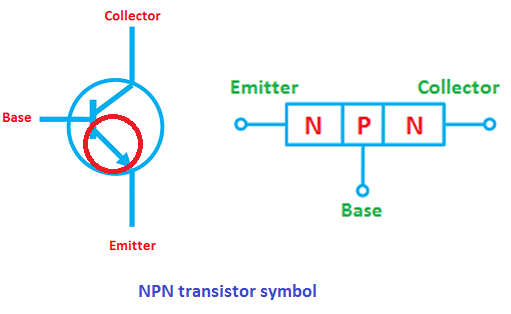 Collector
Base
Emitter
Emitter
Collector
N P N
Base
NPN transistor symbol